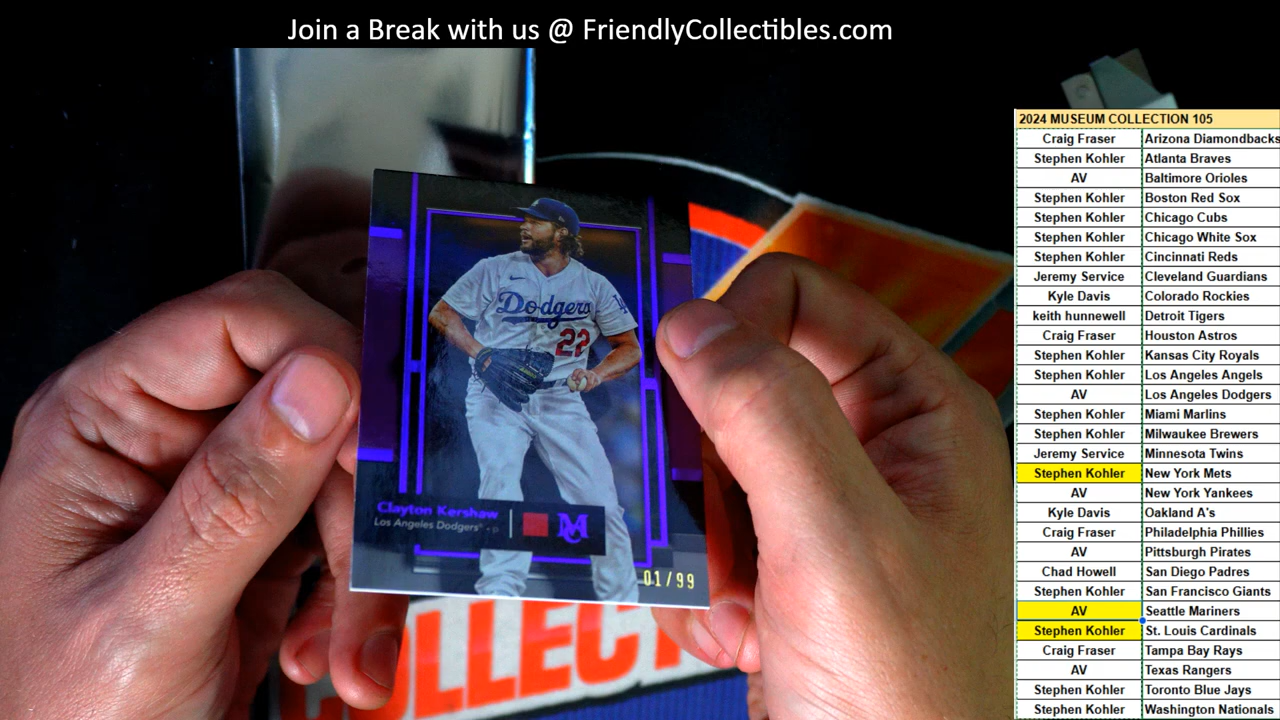 Join a Break with us @ FriendlyCollectibles.com
2024 MUSEUM COLLECTION 105
Craig Fraser Arizona Diamondbacks
Stephen Kohler Atlanta Braves
AV Baltimore Orioles
Stephen Kohler Boston Red Sox
Stephen Kohler Chicago Cubs
Stephen Kohler Chicago White Sox
Stephen Kohler Cincinnati Reds
Jeremy Service Cleveland Guardians
Kyle Davis Colorado Rockies
keith hunnewell Detroit Tigers
Craig Fraser Houston Astros
Stephen Kohler Kansas City Royals
Stephen Kohler Los Angeles Angels
AV Los Angeles Dodgers
Stephen Kohler Miami Marlins
Stephen Kohler Milwaukee Brewers
Jeremy Service Minnesota Twins
Stephen Kohler New York Mets
AV New York Yankees
Kyle Davis Oakland A's
Craig Fraser Philadelphia Phillies
AV Pittsburgh Pirates
Chad Howell San Diego Padres
Stephen Kohler San Francisco Giants
AV Seattle Mariners
Stephen Kohler St. Louis Cardinals
Craig Fraser Tampa Bay Rays
AV Texas Rangers
Stephen Kohler Toronto Blue Jays
Stephen Kohler Washington Nationals
Dodgers
22
Clayton Kershaw
Los Angeles Dodgers® - p
MC
01/99
LLECT